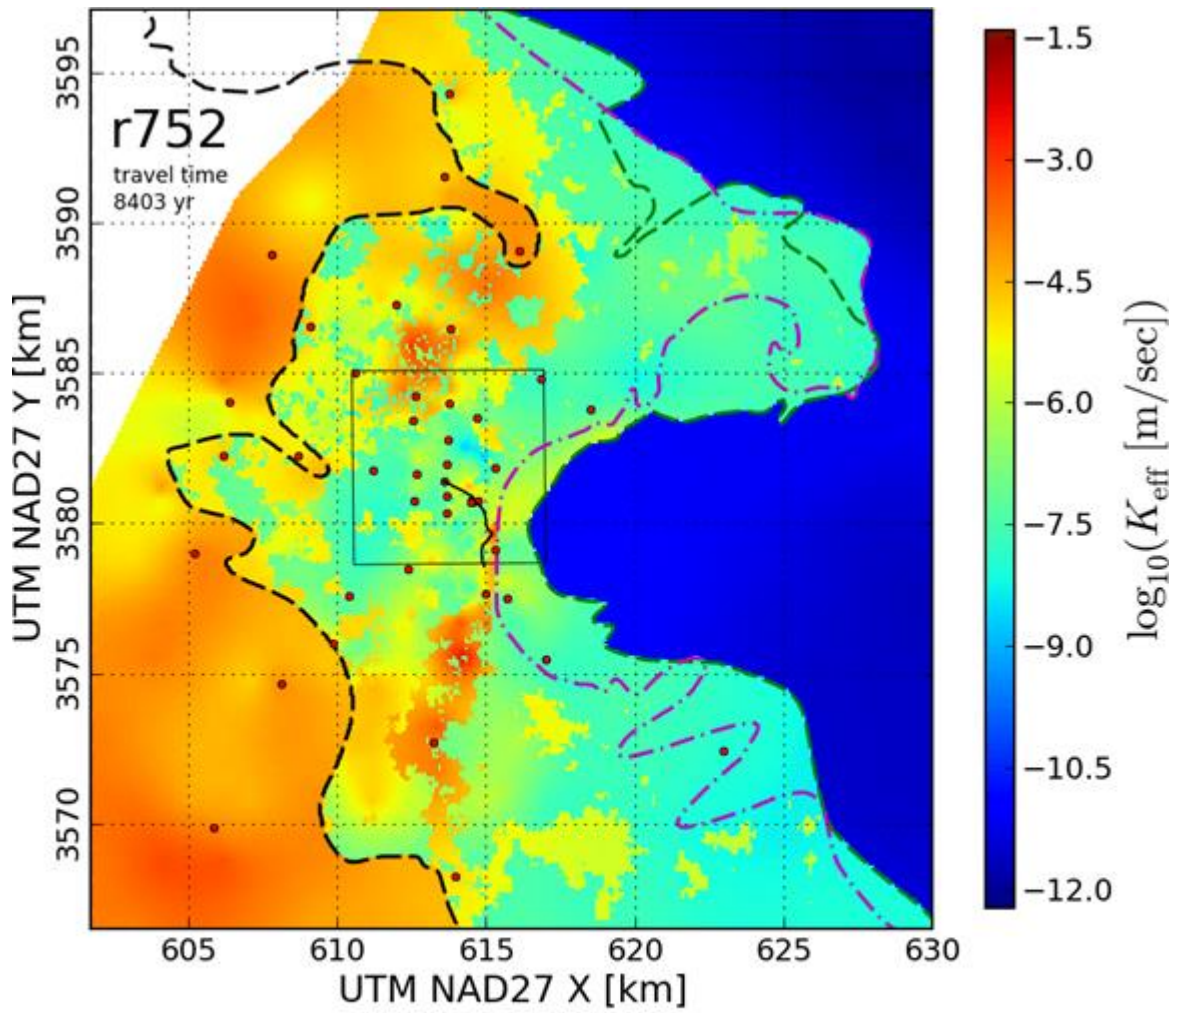 r752
travel time
8403 yr
3595
3590
3585
3580
3575
3570
UTM NAD27 Y [km]
605 610 615 620 625 630
UTM NAD27 X [km]
−1.5
−3.0
−4.5
−6.0
−7.5
−9.0
−10.5
−12.0
log₁₀(K_eff [m/sec])